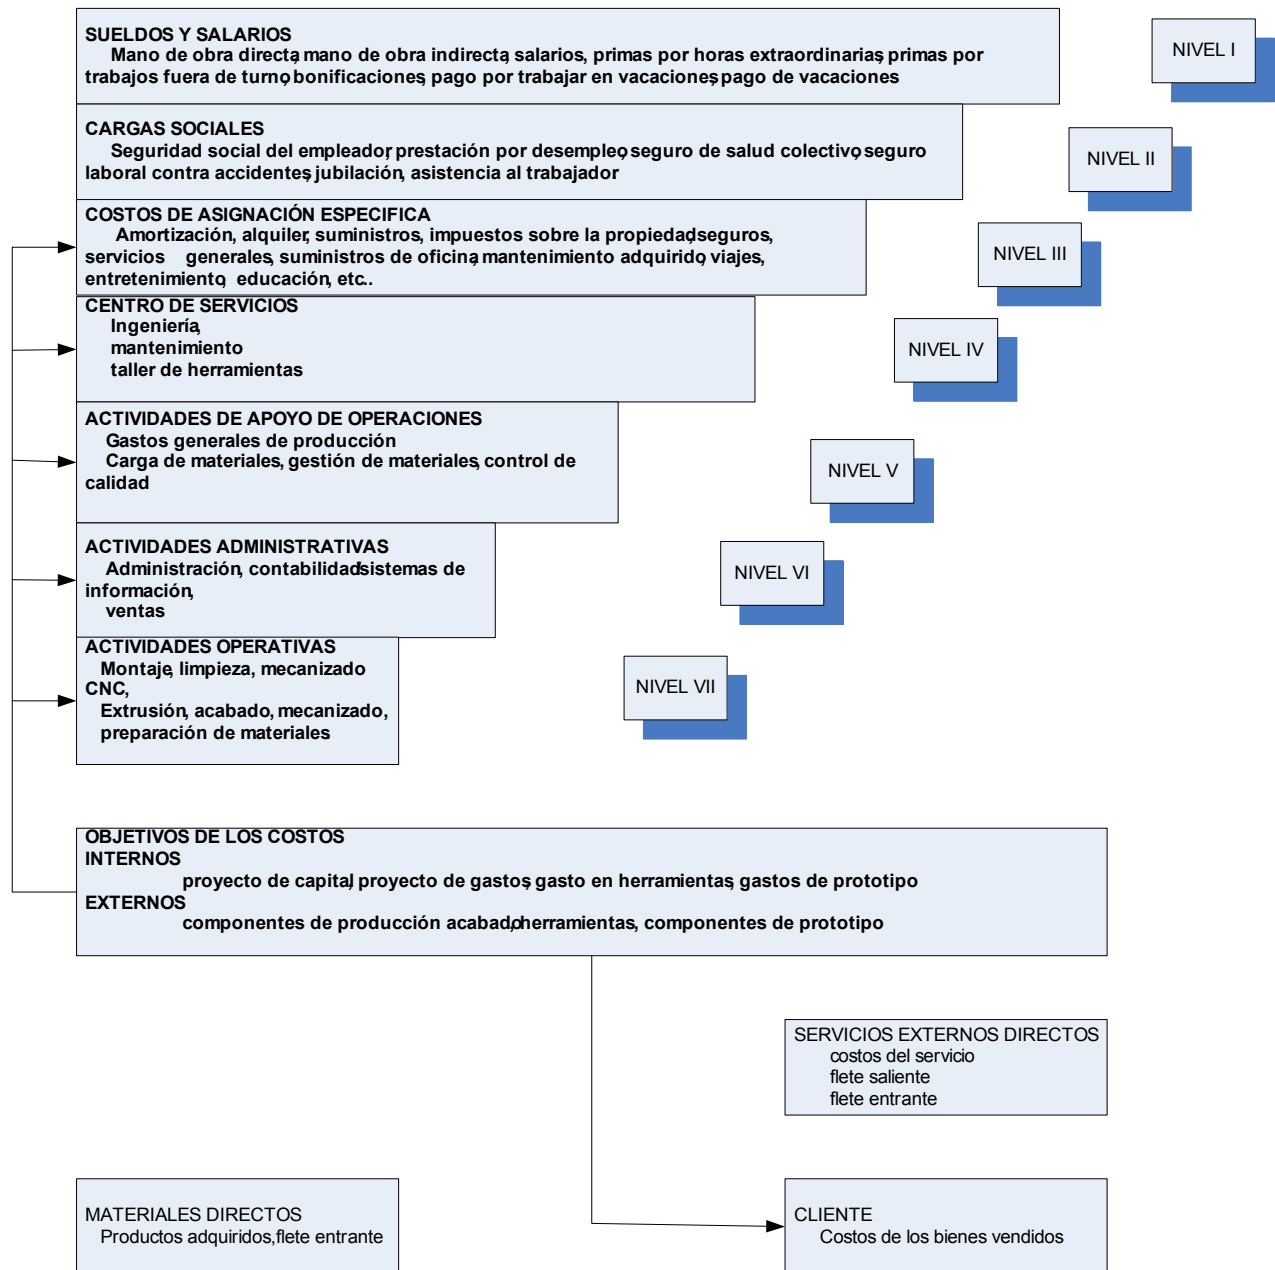 SUELDOS Y SALARIOS
Mano de obra directa, mano de obra indirecta, salarios, primas por horas extraordinarias, primas por
trabajos fuera de turno, bonificaciones, pago por trabajar en vacaciones, pago de vacaciones
NIVEL I
CARGAS SOCIALES
Seguridad social del empleador, prestación por desempleo, seguro de salud colectivo, seguro
laboral contra accidentes, jubilación, asistencia al trabajador
NIVEL II
COSTOS DE ASIGNACIÓN ESPECIFICA
Amortización, alquiler, suministros, impuestos sobre la propiedad, seguros,
servicios generales, suministros de oficina, mantenimiento adquirido, viajes,
entretenimiento, educación, etc..
NIVEL III
CENTRO DE SERVICIOS
Ingeniería,
mantenimiento
taller de herramientas
NIVEL IV
ACTIVIDADES DE APOYO DE OPERACIONES
Gastos generales de producción
Carga de materiales, gestión de materiales, control de
calidad
NIVEL V
ACTIVIDADES ADMINISTRATIVAS
Administración, contabilidad, sistemas de
información,
ventas
NIVEL VI
ACTIVIDADES OPERATIVAS
Montaje, limpieza, mecanizado
CNC,
Extrusión, acabado, mecanizado,
preparación de materiales
NIVEL VII
OBJETIVOS DE LOS COSTOS
INTERNOS
proyecto de capital, proyecto de gastos, gasto en herramientas, gastos de prototipo
EXTERNOS
componentes de producción acabado, herramientas, componentes de prototipo
SERVICIOS EXTERNOS DIRECTOS
costos del servicio
flete saliente
flete entrante
MATERIALES DIRECTOS
Productos adquiridos, flete entrante
CLIENTE
Costos de los bienes vendidos